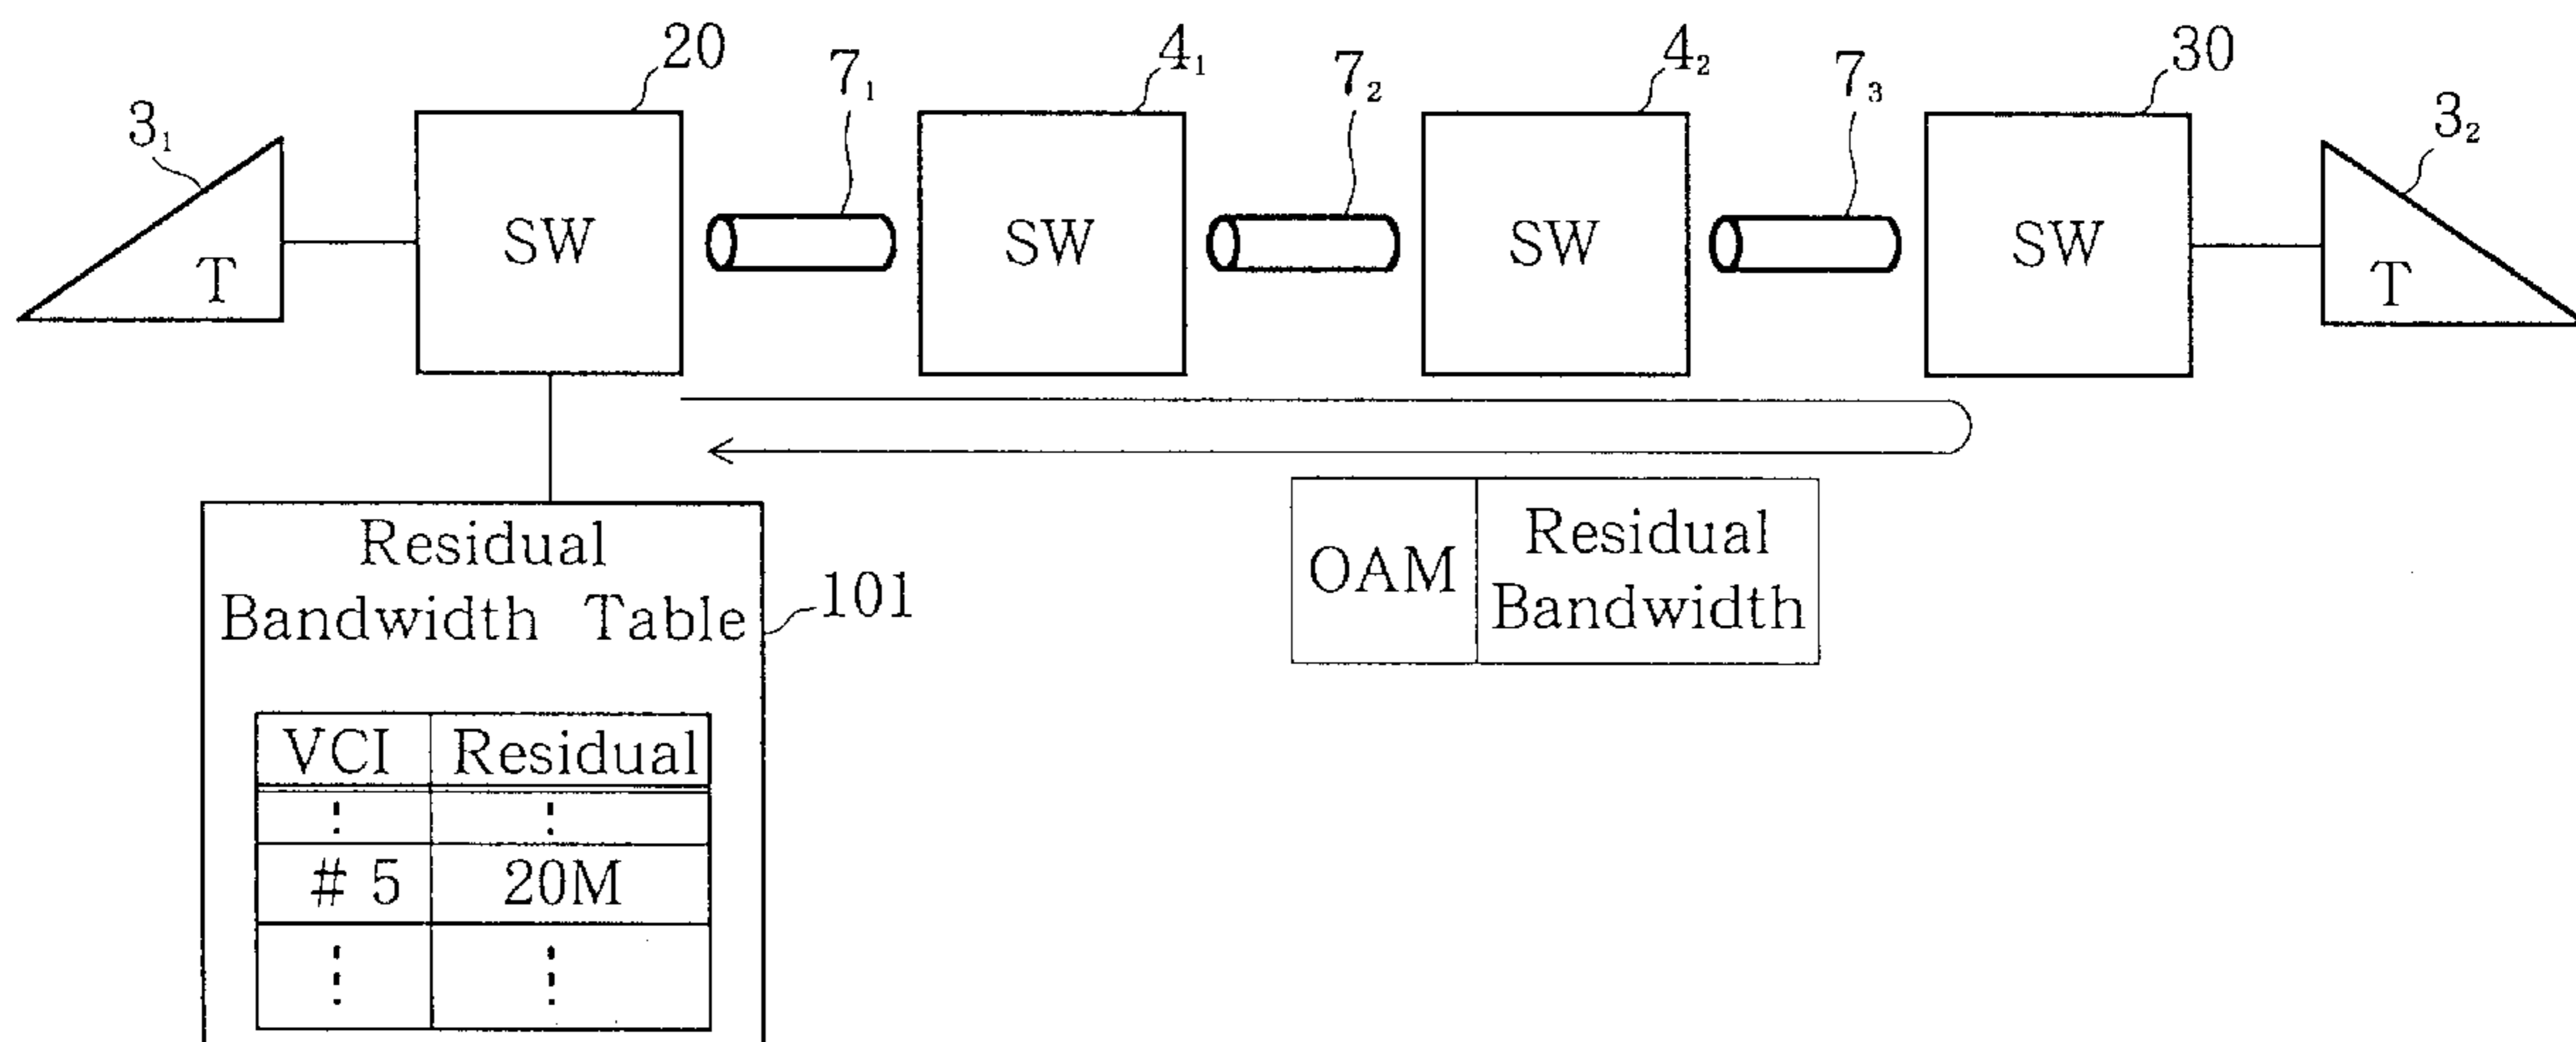 20
7₁
4₁
7₂
4₂
7₃
30
3₁
3₂
T
SW
SW
SW
SW
T
OAM
Residual
Bandwidth
Residual
Bandwidth Table
101
VCI Residual
⋮ ⋮
# 5 20M
⋮ ⋮